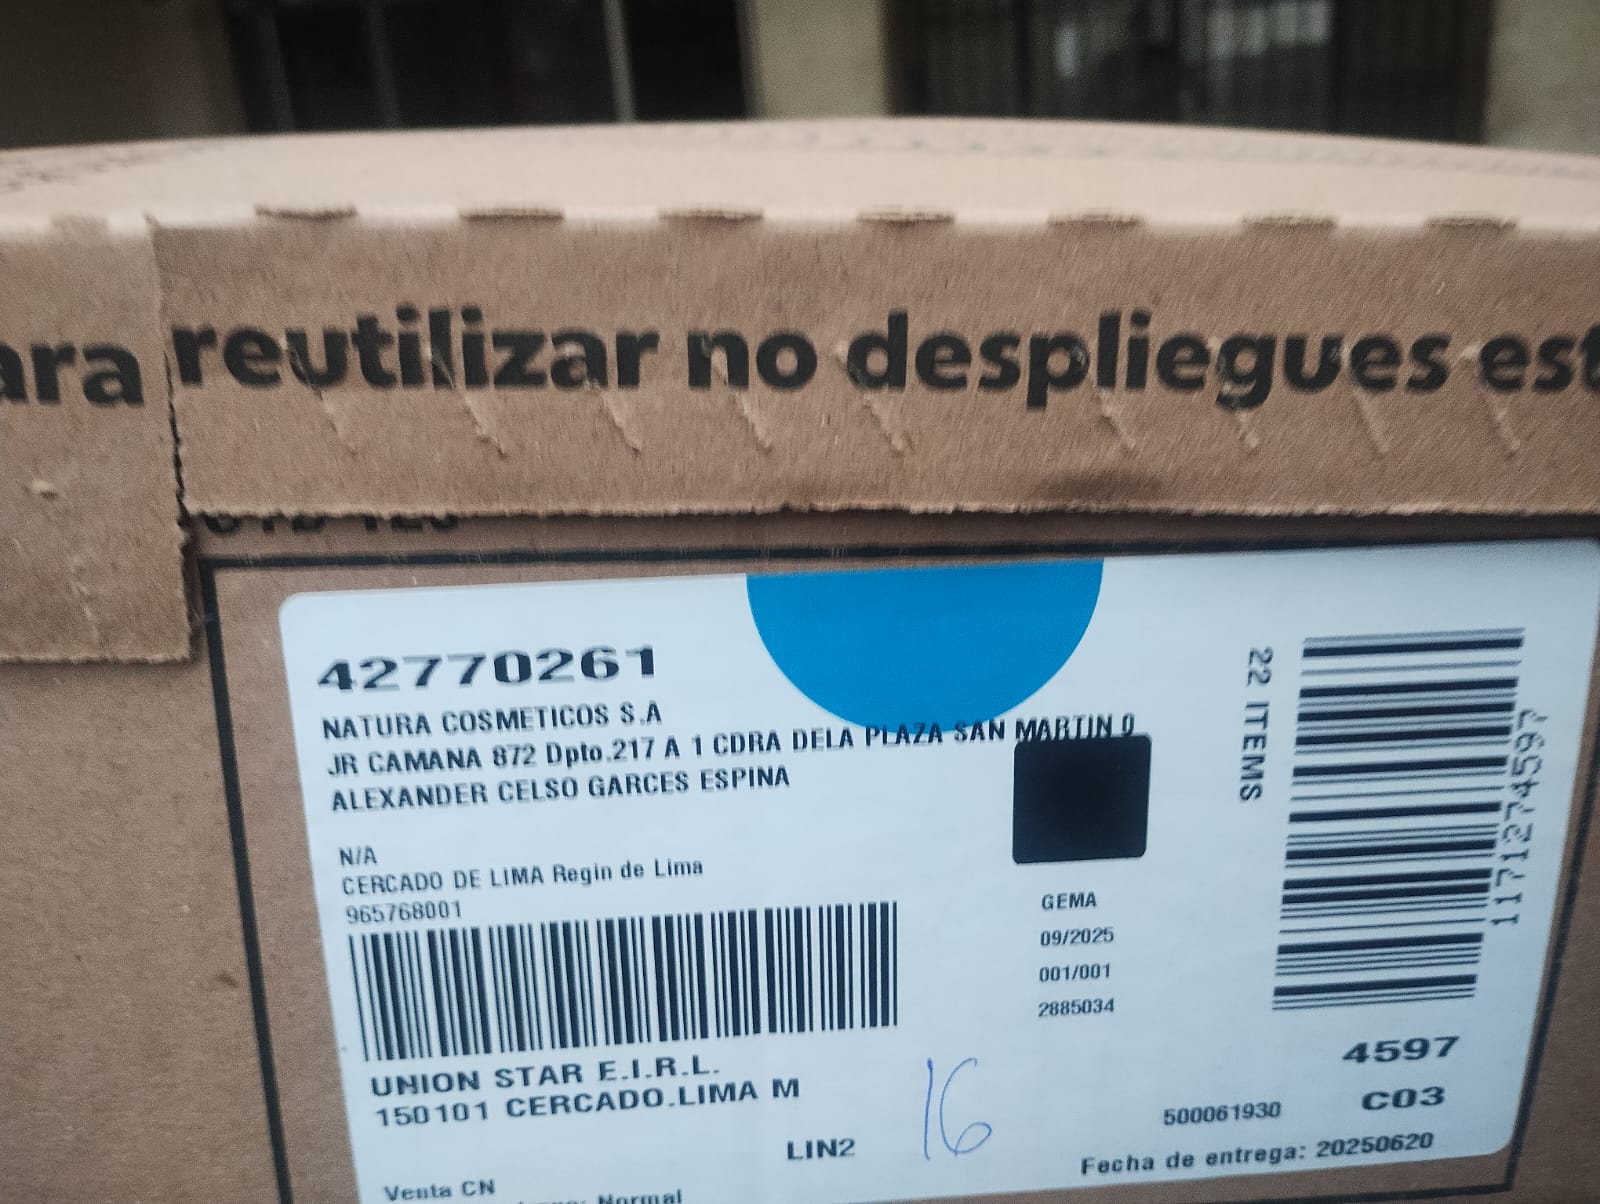 ara reutilizar no despliegues est
42770261
NATURA COSMETICOS S.A
JR CAMANA 872 Dpto.217 A 1 CDRA DELA PLAZA SAN MARTIN 0
ALEXANDER CELSO GARCES ESPINA
N/A
CERCADO DE LIMA Regin de Lima
965768001
UNION STAR E.I.R.L.
150101 CERCADO.LIMA M
LIN2
16
Venta CN
Normal
GEMA
09/2025
001/001
2885034
22 ITEMS
4597
C03
500061930
Fecha de entrega: 20250620